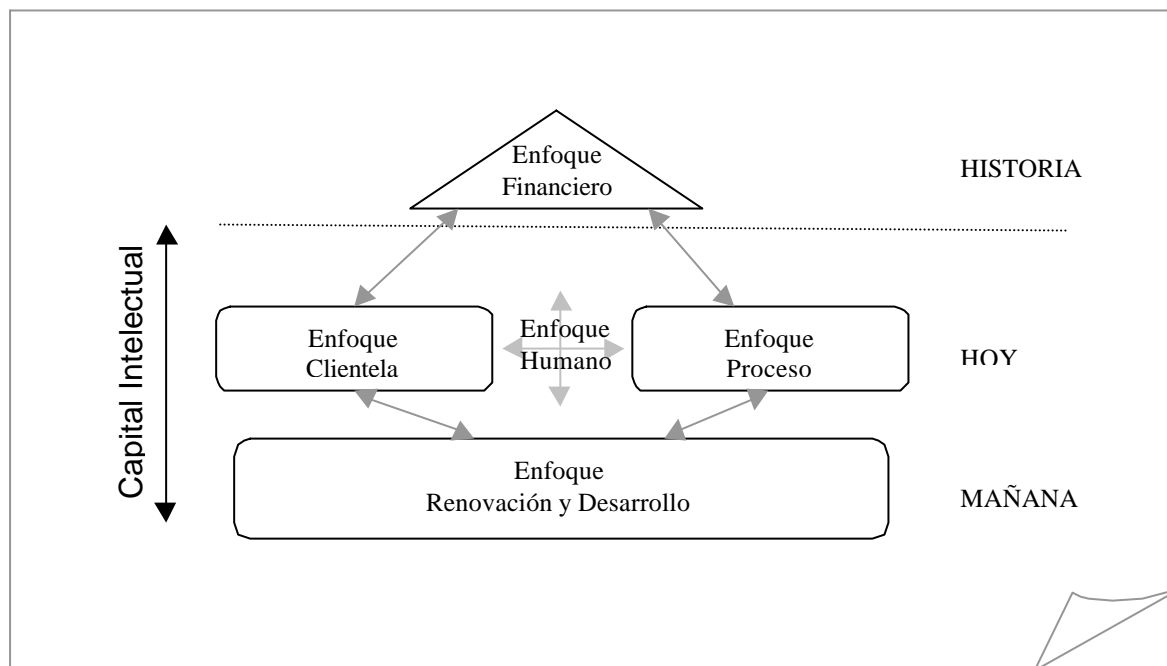 Enfoque
Financiero
HISTORIA
Capital Intelectual
Enfoque
Clientela
Enfoque
Humano
Enfoque
Proceso
HOY
Enfoque
Renovación y Desarrollo
MAÑANA